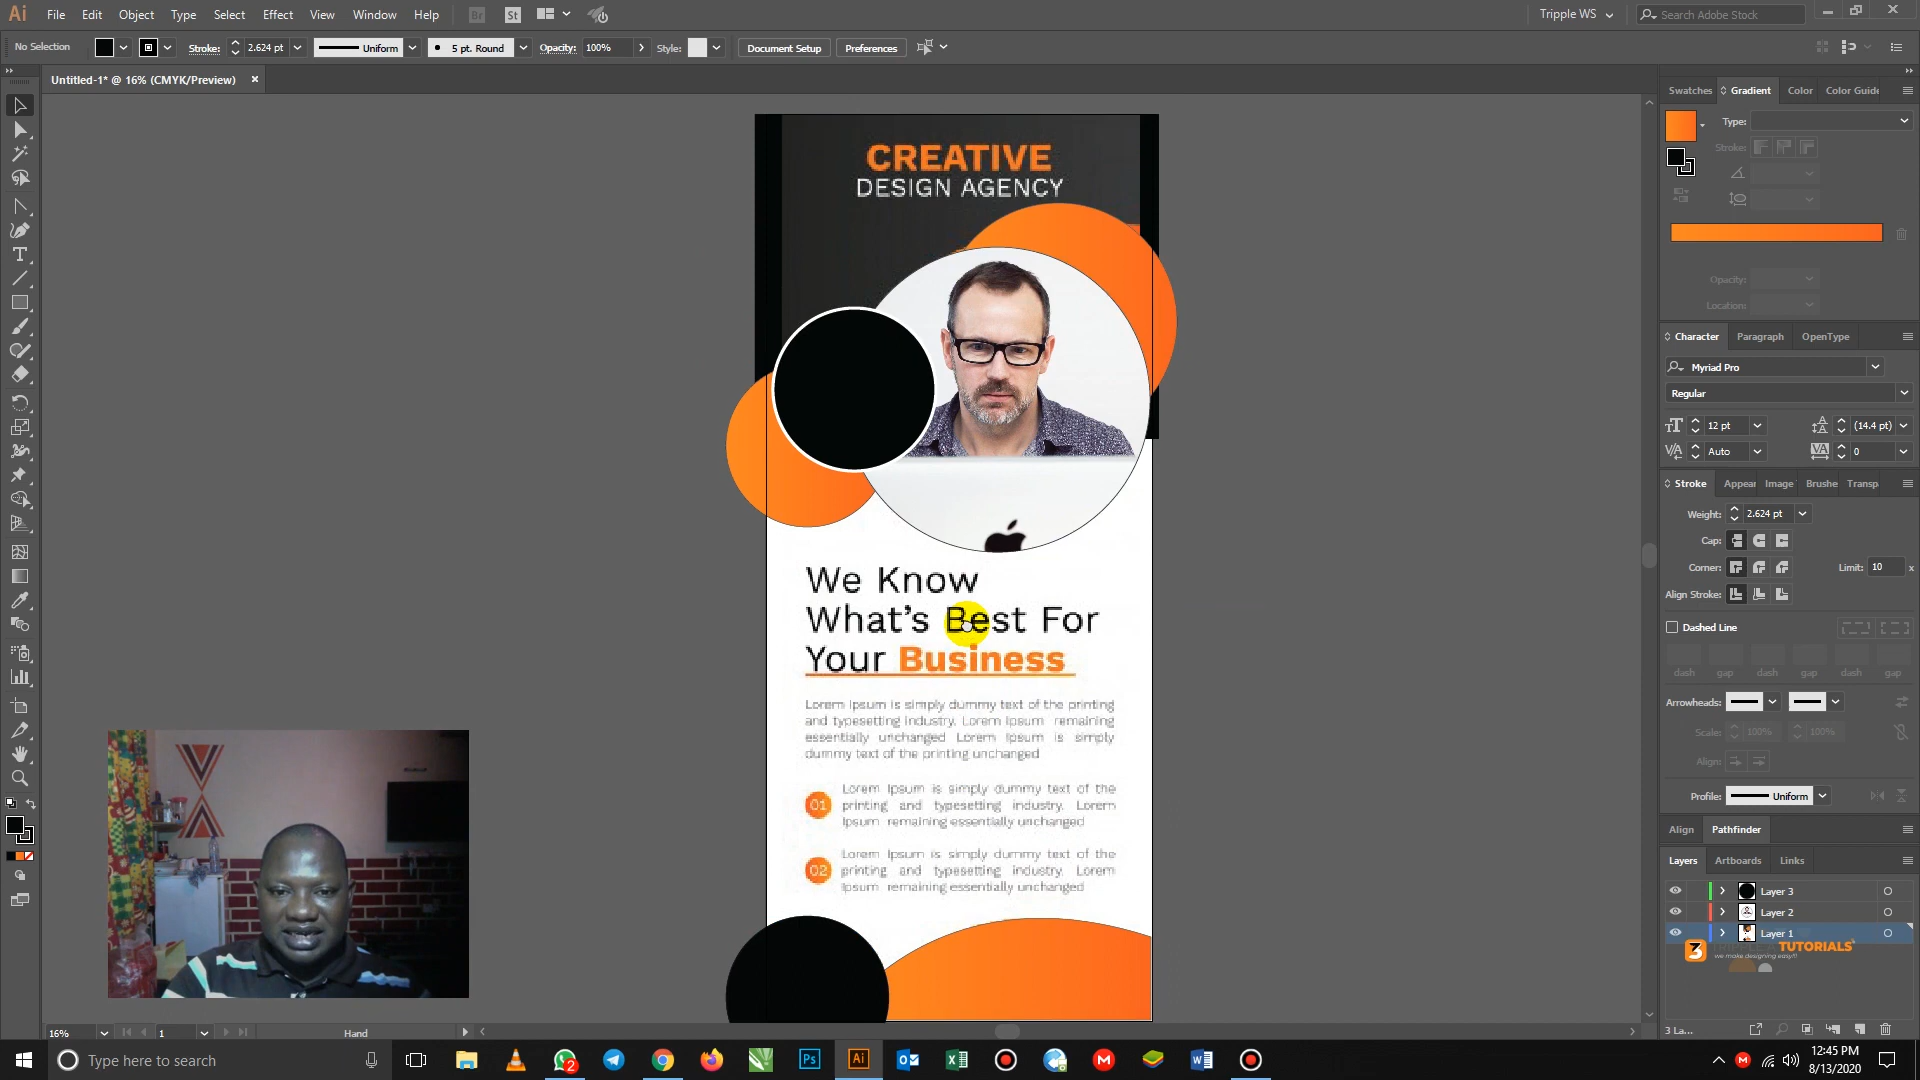 Ai File Edit Object Type Select Effect View Window Help Br St Tripple WS Search Adobe Stock
No Selection Stroke: 2.624 pt Uniform 5 pt. Round Opacity: 100% Style: Document Setup Preferences
Untitled-1* @ 16% (CMYK/Preview)
CREATIVE
DESIGN AGENCY
We Know
What's Best For
Your Business
Lorem Ipsum is simply dummy text of the printing
and typesetting industry. Lorem Ipsum remaining
essentially unchanged Lorem Ipsum is simply
dummy text of the printing unchanged
01
Lorem Ipsum is simply dummy text of the
printing and typesetting industry. Lorem
Ipsum remaining essentially unchanged
02
Lorem Ipsum is simply dummy text of the
printing and typesetting industry. Lorem
Ipsum remaining essentially unchanged
Swatches Gradient Color Color Guide
Type:
Stroke:
Opacity:
Location:
Character Paragraph OpenType
Myriad Pro
Regular
12 pt (14.4 pt)
Auto 0
Stroke Appear Image Brushe Transp
Weight: 2.624 pt
Cap:
Corner: Limit: 10 x
Align Stroke:
Dashed Line
dash gap dash gap dash gap
Arrowheads:
Scale: 100% 100%
Align:
Profile: Uniform
Align Pathfinder
Layers Artboards Links
Layer 3
Layer 2
Layer 1
3 TUTORIALS
we make designing easy!!!
3 La...
16% 1 Hand
Type here to search 2 Ps Ai 12:45 PM
8/13/2020